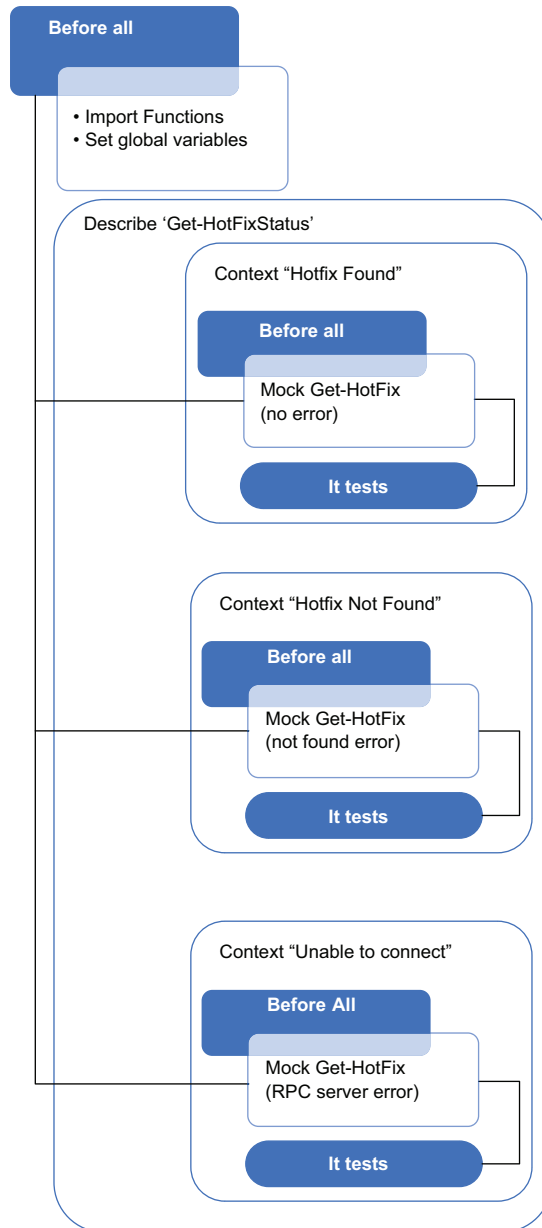 Before all
• Import Functions
• Set global variables
Describe ‘Get-HotFixStatus’
Context “Hotfix Found”
Before all
Mock Get-HotFix
(no error)
It tests
Context “Hotfix Not Found”
Before all
Mock Get-HotFix
(not found error)
It tests
Context “Unable to connect”
Before All
Mock Get-HotFix
(RPC server error)
It tests